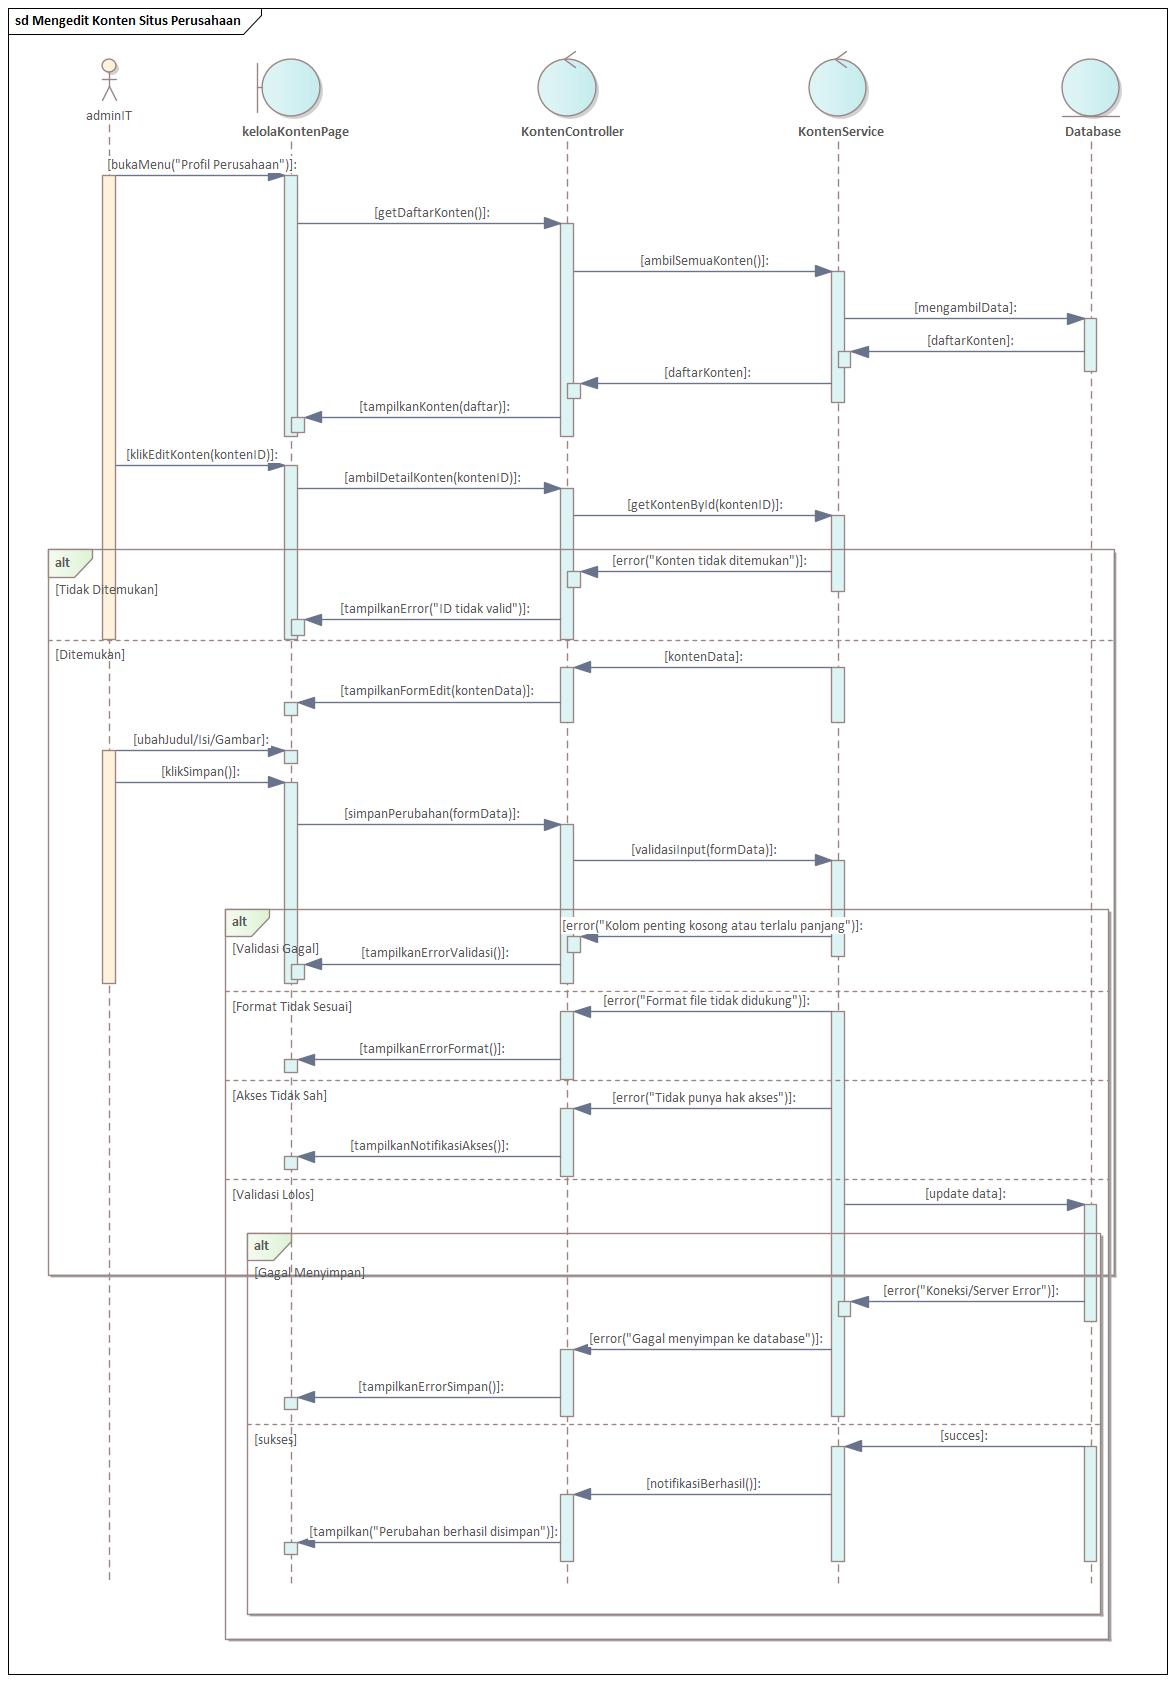 sd Mengedit Konten Situs Perusahaan
adminIT
kelolaKontenPage
KontenController
KontenService
Database
[bukaMenu("Profil Perusahaan")]:
[getDaftarKonten()]:
[ambilSemuaKonten()]:
[mengambilData]:
[daftarKonten]:
[daftarKonten]:
[tampilkanKonten(daftar)]:
[klikEditKonten(kontenID)]:
[ambilDetailKonten(kontenID)]:
[getKontenById(kontenID)]:
alt
[error("Konten tidak ditemukan")]:
[Tidak Ditemukan]
[tampilkanError("ID tidak valid")]:
[Ditemukan]
[kontenData]:
[tampilkanFormEdit(kontenData)]:
[ubahJudul/Isi/Gambar]:
[klikSimpan()]:
[simpanPerubahan(formData)]:
[validasiInput(formData)]:
alt
[error("Kolom penting kosong atau terlalu panjang")]:
[Validasi Gagal]
[tampilkanErrorValidasi()]:
[Format Tidak Sesuai]
[error("Format file tidak didukung")]:
[tampilkanErrorFormat()]:
[Akses Tidak Sah]
[error("Tidak punya hak akses")]:
[tampilkanNotifikasiAkses()]:
[Validasi Lolos]
[update data]:
alt
[Gagal Menyimpan]
[error("Koneksi/Server Error")]:
[error("Gagal menyimpan ke database")]:
[tampilkanErrorSimpan()]:
[sukses]
[succes]:
[notifikasiBerhasil()]:
[tampilkan("Perubahan berhasil disimpan")]: